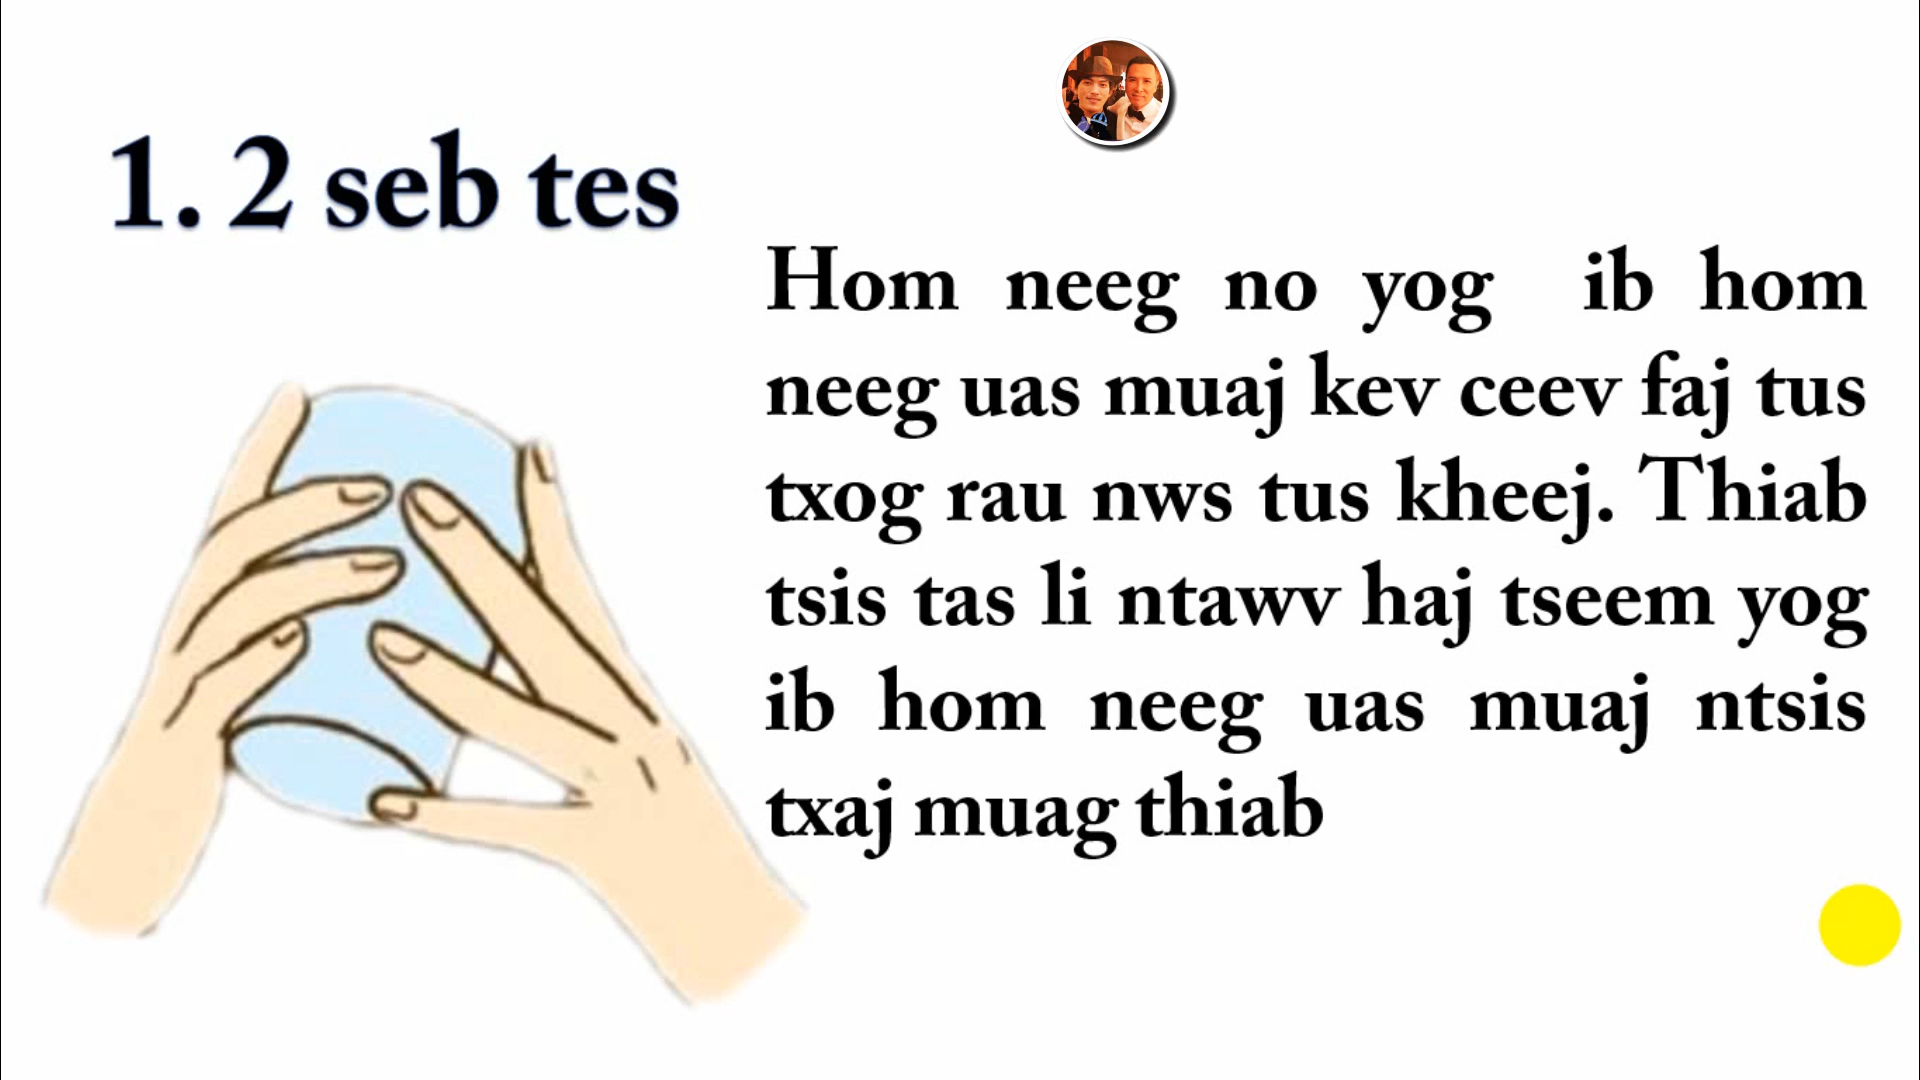 1. 2 seb tes
Hom neeg no yog ib hom
neeg uas muaj kev ceev faj tus
txog rau nws tus kheej. Thiab
tsis tas li ntawv haj tseem yog
ib hom neeg uas muaj ntsis
txaj muag thiab